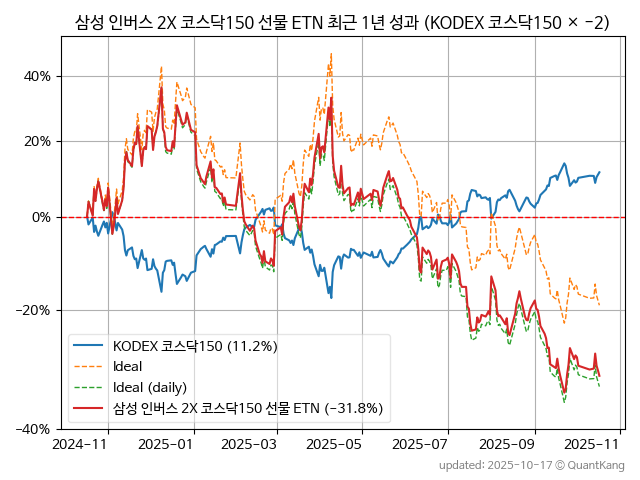 삼성 인버스 2X 코스닥150 선물 ETN 최근 1년 성과 (KODEX 코스닥150 × −2)
40%
20%
0%
−20%
−40%
KODEX 코스닥150 (11.2%)
Ideal
Ideal (daily)
삼성 인버스 2X 코스닥150 선물 ETN (−31.8%)
2024-11
2025-01
2025-03
2025-05
2025-07
2025-09
2025-11
updated: 2025-10-17 © QuantKang